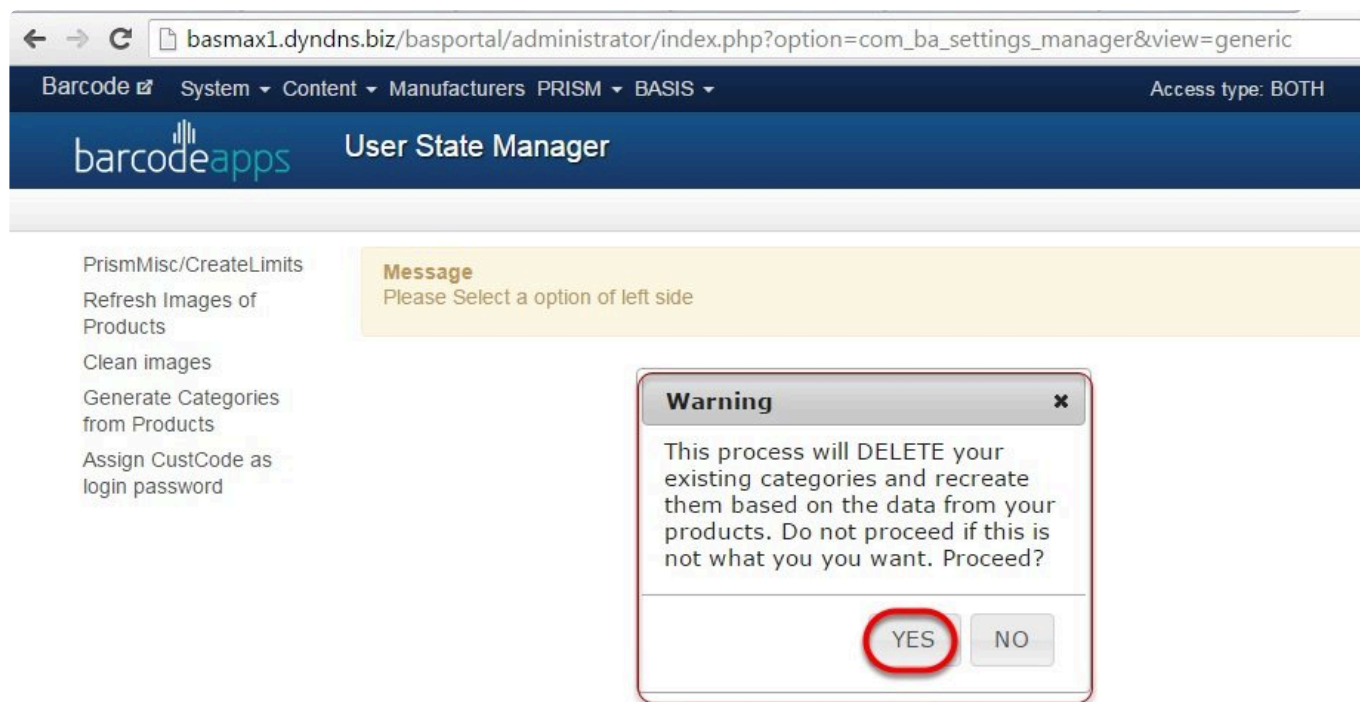 basmax1.dyndns.biz/basportal/administrator/index.php?option=com_ba_settings_manager&view=generic
Barcode System Content Manufacturers PRISM BASIS Access type: BOTH
barcodeapps User State Manager
PrismMisc/CreateLimits
Refresh Images of
Products
Clean images
Generate Categories
from Products
Assign CustCode as
login password
Message
Please Select a option of left side
Warning
This process will DELETE your
existing categories and recreate
them based on the data from your
products. Do not proceed if this is
not what you you want. Proceed?
YES NO